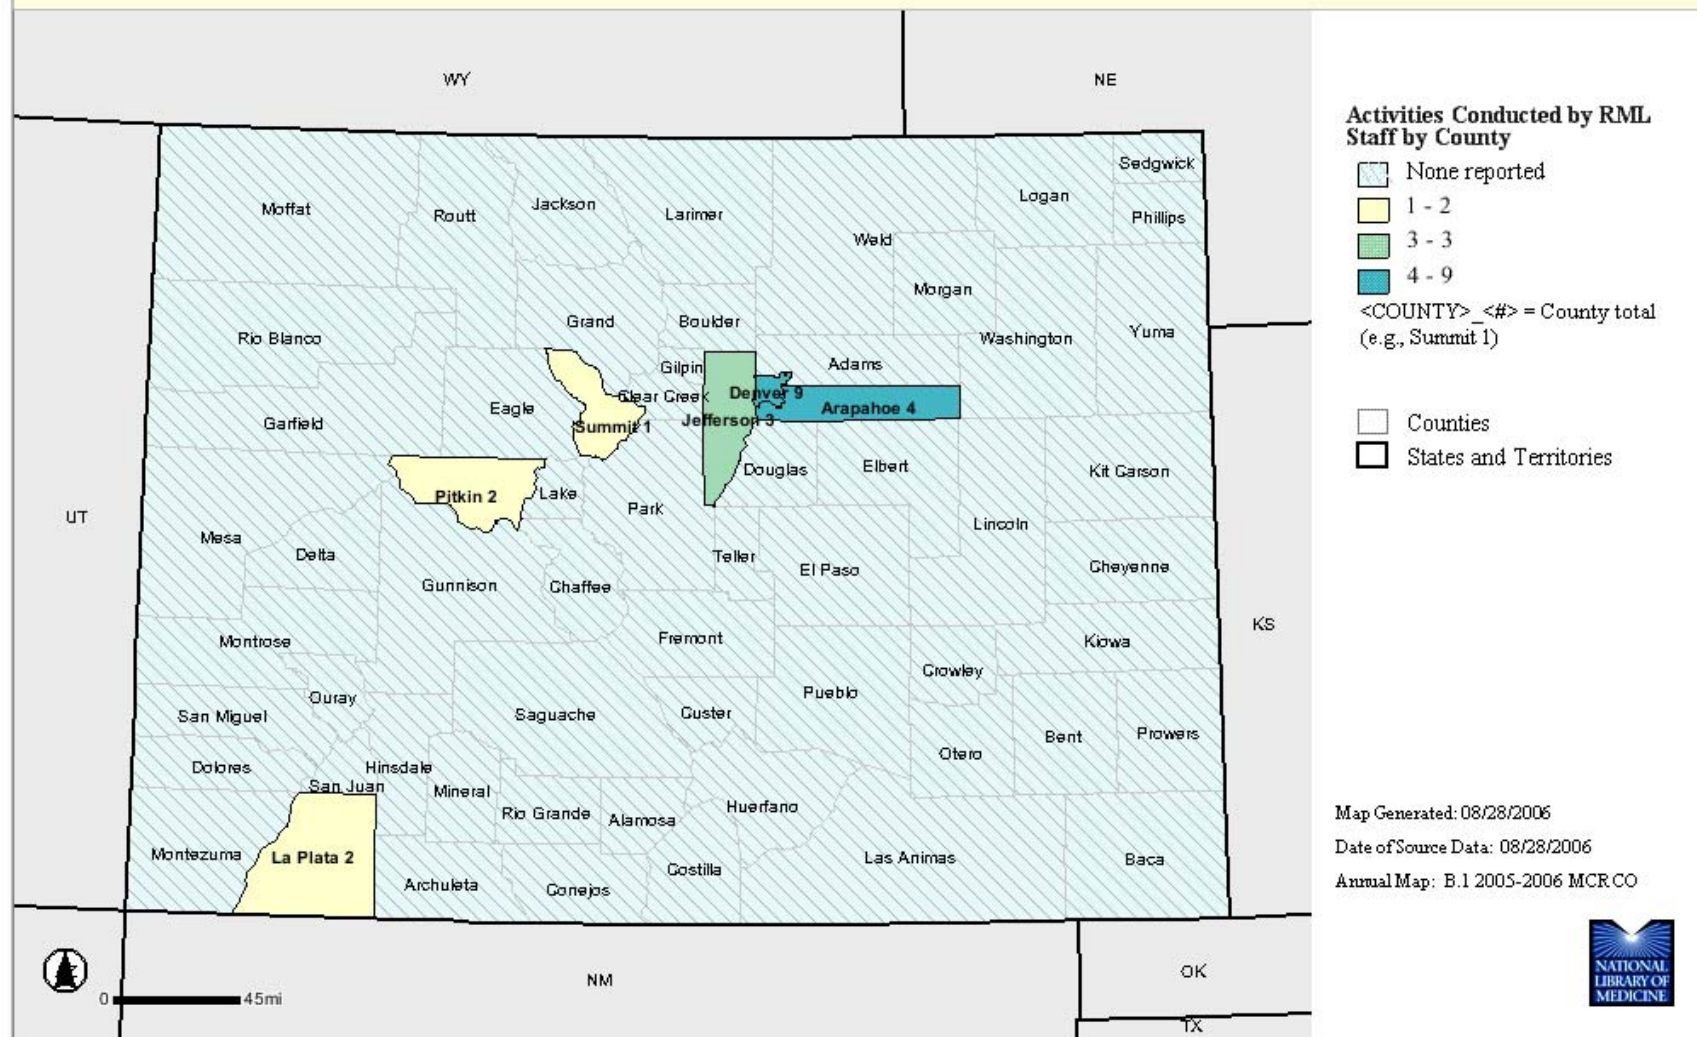 WY
NE
Activities Conducted by RML
Staff by County
None reported
1 - 2
3 - 3
4 - 9
<COUNTY>_<#> = County total
(e.g., Summit 1)
Counties
States and Territories
Sedgwick
Logan
Moffat
Jackson
Larimer
Routt
Phillips
Weld
Morgan
Grand
Boulder
Yuma
Rio Blanco
Washington
Gilpin
Adams
Clear Creek
Denver 9
Eagle
Arapahoe 4
Garfield
Summit 1
Jefferson 3
Douglas
Elbert
Kit Carson
Pitkin 2
Lake
Park
UT
Lincoln
Mesa
Delta
Teller
El Paso
Cheyenne
Gunnison
Chaffee
KS
Montrose
Fremont
Kiowa
Crowley
Ouray
Pueblo
San Miguel
Saguache
Custer
Bent
Prowers
Otero
Dolores
Hinsdale
San Juan
Mineral
Rio Grande
Alamosa
Huerfano
Montezuma
La Plata 2
Las Animas
Baca
Costilla
Archuleta
Conejos
Map Generated: 08/28/2006
Date of Source Data: 08/28/2006
Annual Map: B.1 2005-2006 MCR CO
NATIONAL
LIBRARY OF
MEDICINE
NM
OK
0 45mi
TX